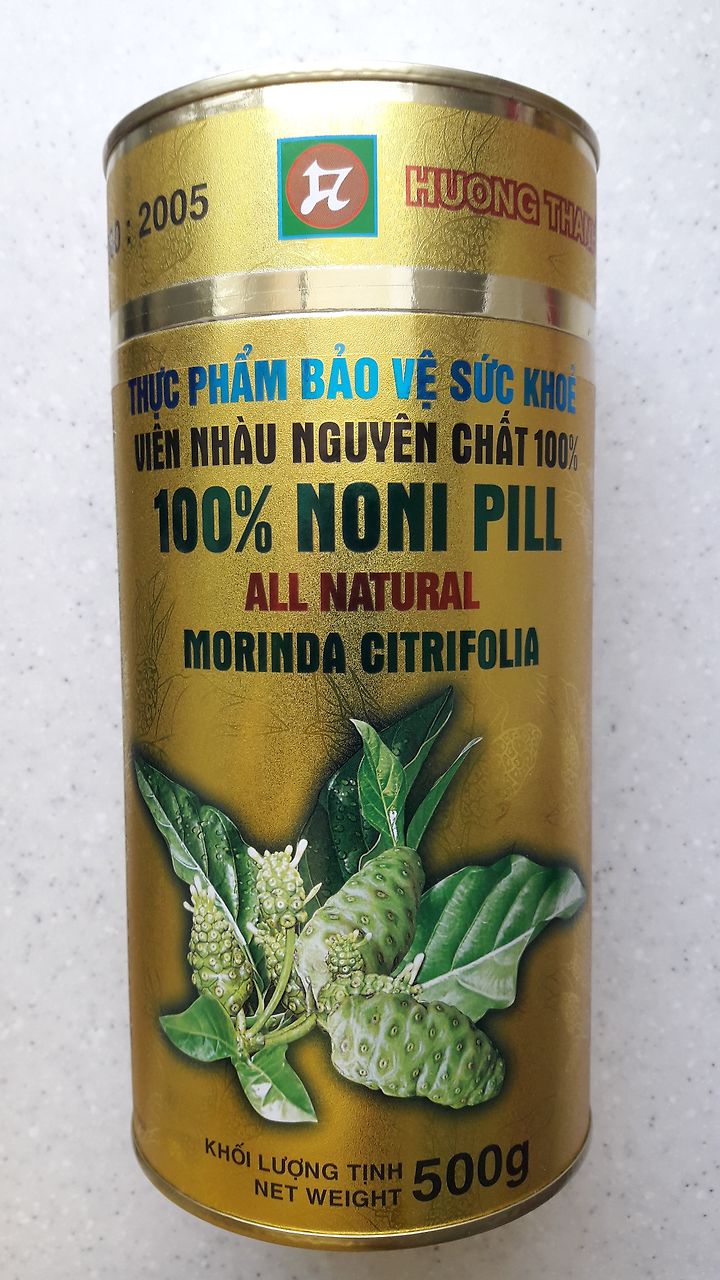 : 2005
HUONG
THỰC PHẨM BẢO VỆ SỨC KHOẺ
VIÊN NHÀU NGUYÊN CHẤT 100%
100% NONI PILL
ALL NATURAL
MORINDA CITRIFOLIA
KHỐI LƯỢNG TỊNH
NET WEIGHT 500g